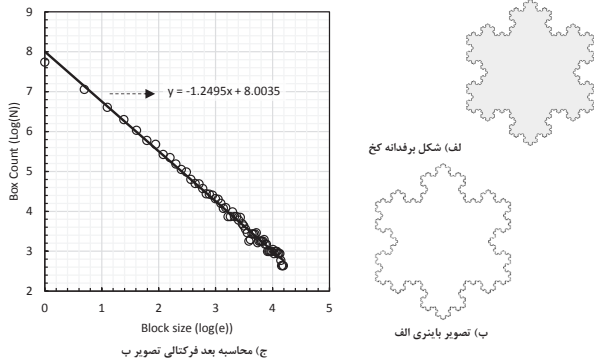 9
8
7
6
5
4
3
2
Box Count (Log(N))
y = -1.2495x + 8.0035
0 1 2 3 4 5
Block size (log(e))
ج) محاسبه بعد فرکتالی تصویر ب
لف) شکل برفدانه کخ
ب) تصویر باینری الف